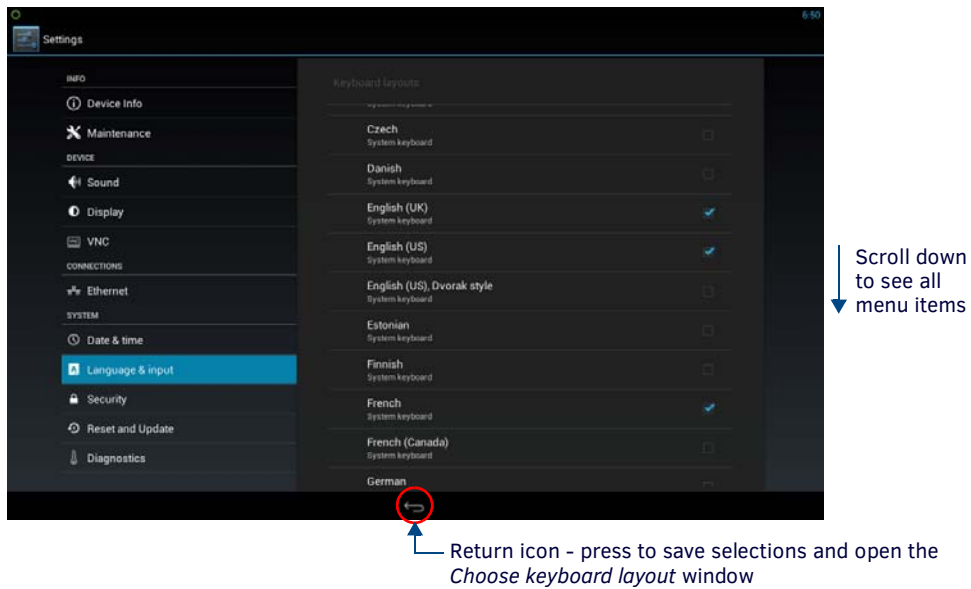 6:50
Settings
INFO
Device Info
Maintenance
DEVICE
Sound
Display
VNC
CONNECTIONS
Ethernet
SYSTEM
Date & time
Language & input
Security
Reset and Update
Diagnostics
Keyboard layouts
System keyboard
Czech
System keyboard
Danish
System keyboard
English (UK)
System keyboard
English (US)
System keyboard
English (US), Dvorak style
System keyboard
Estonian
System keyboard
Finnish
System keyboard
French
System keyboard
French (Canada)
System keyboard
German
Scroll down
to see all
menu items
Return icon - press to save selections and open the
Choose keyboard layout window